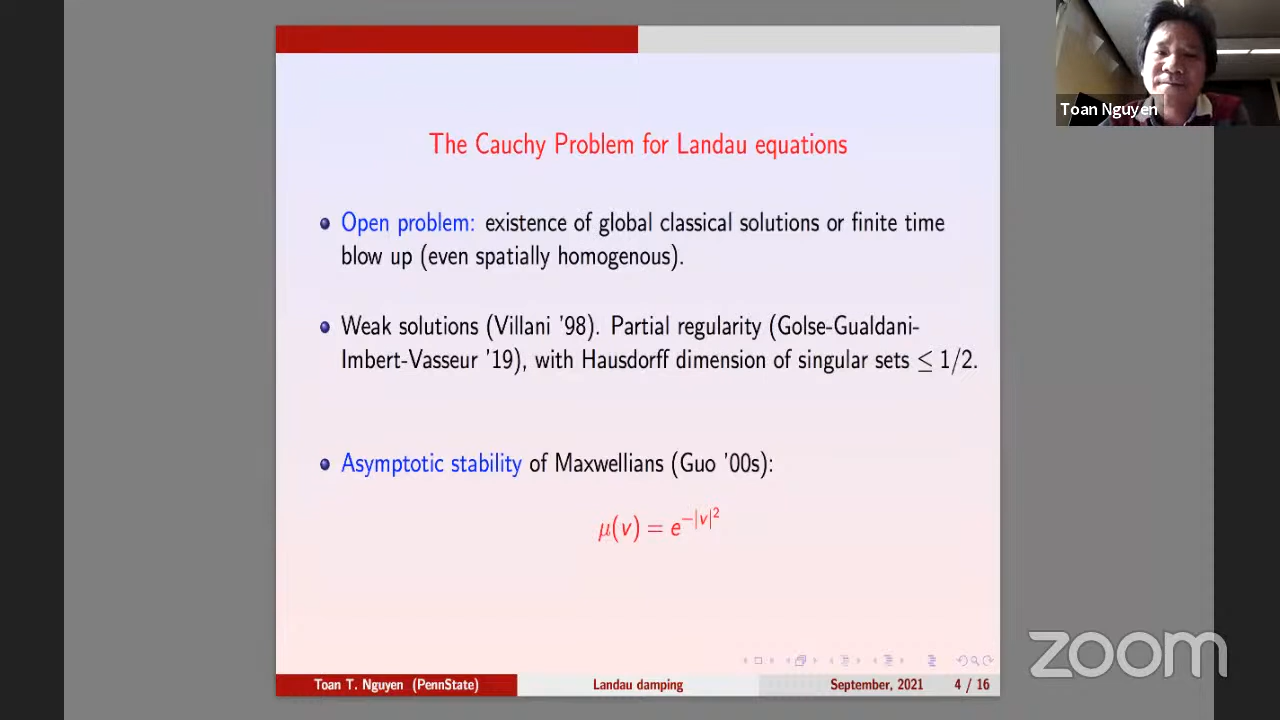 Toan Nguyen
The Cauchy Problem for Landau equations
Open problem: existence of global classical solutions or finite time
blow up (even spatially homogenous).
Weak solutions (Villani '98). Partial regularity (Golse-Gualdani-
Imbert-Vasseur '19), with Hausdorff dimension of singular sets ≤ 1/2.
Asymptotic stability of Maxwellians (Guo '00s):
μ(v) = e^{-|v|^2}
zoom
Toan T. Nguyen (PennState) Landau damping September, 2021 4 / 16